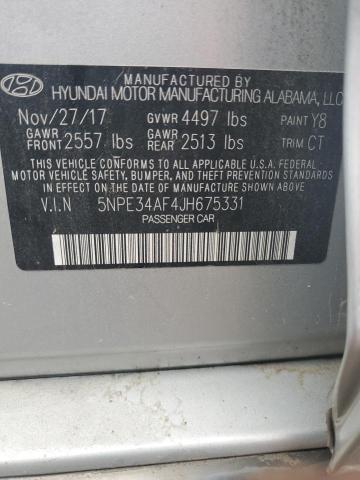 MANUFACTURED BY
HYUNDAI MOTOR MANUFACTURING ALABAMA, LLC
Nov/27/17 GVWR 4497 lbs PAINT Y8
GAWR FRONT 2557 lbs GAWR REAR 2513 lbs TRIM CT
THIS VEHICLE CONFORMS TO ALL APPLICABLE U.S.A. FEDERAL
MOTOR VEHICLE SAFETY, BUMPER, AND THEFT PREVENTION
STANDARDS IN EFFECT ON THE DATE OF MANUFACTURE SHOWN ABOVE.
V.I.N 5NPE34AF4JH675331
PASSENGER CAR